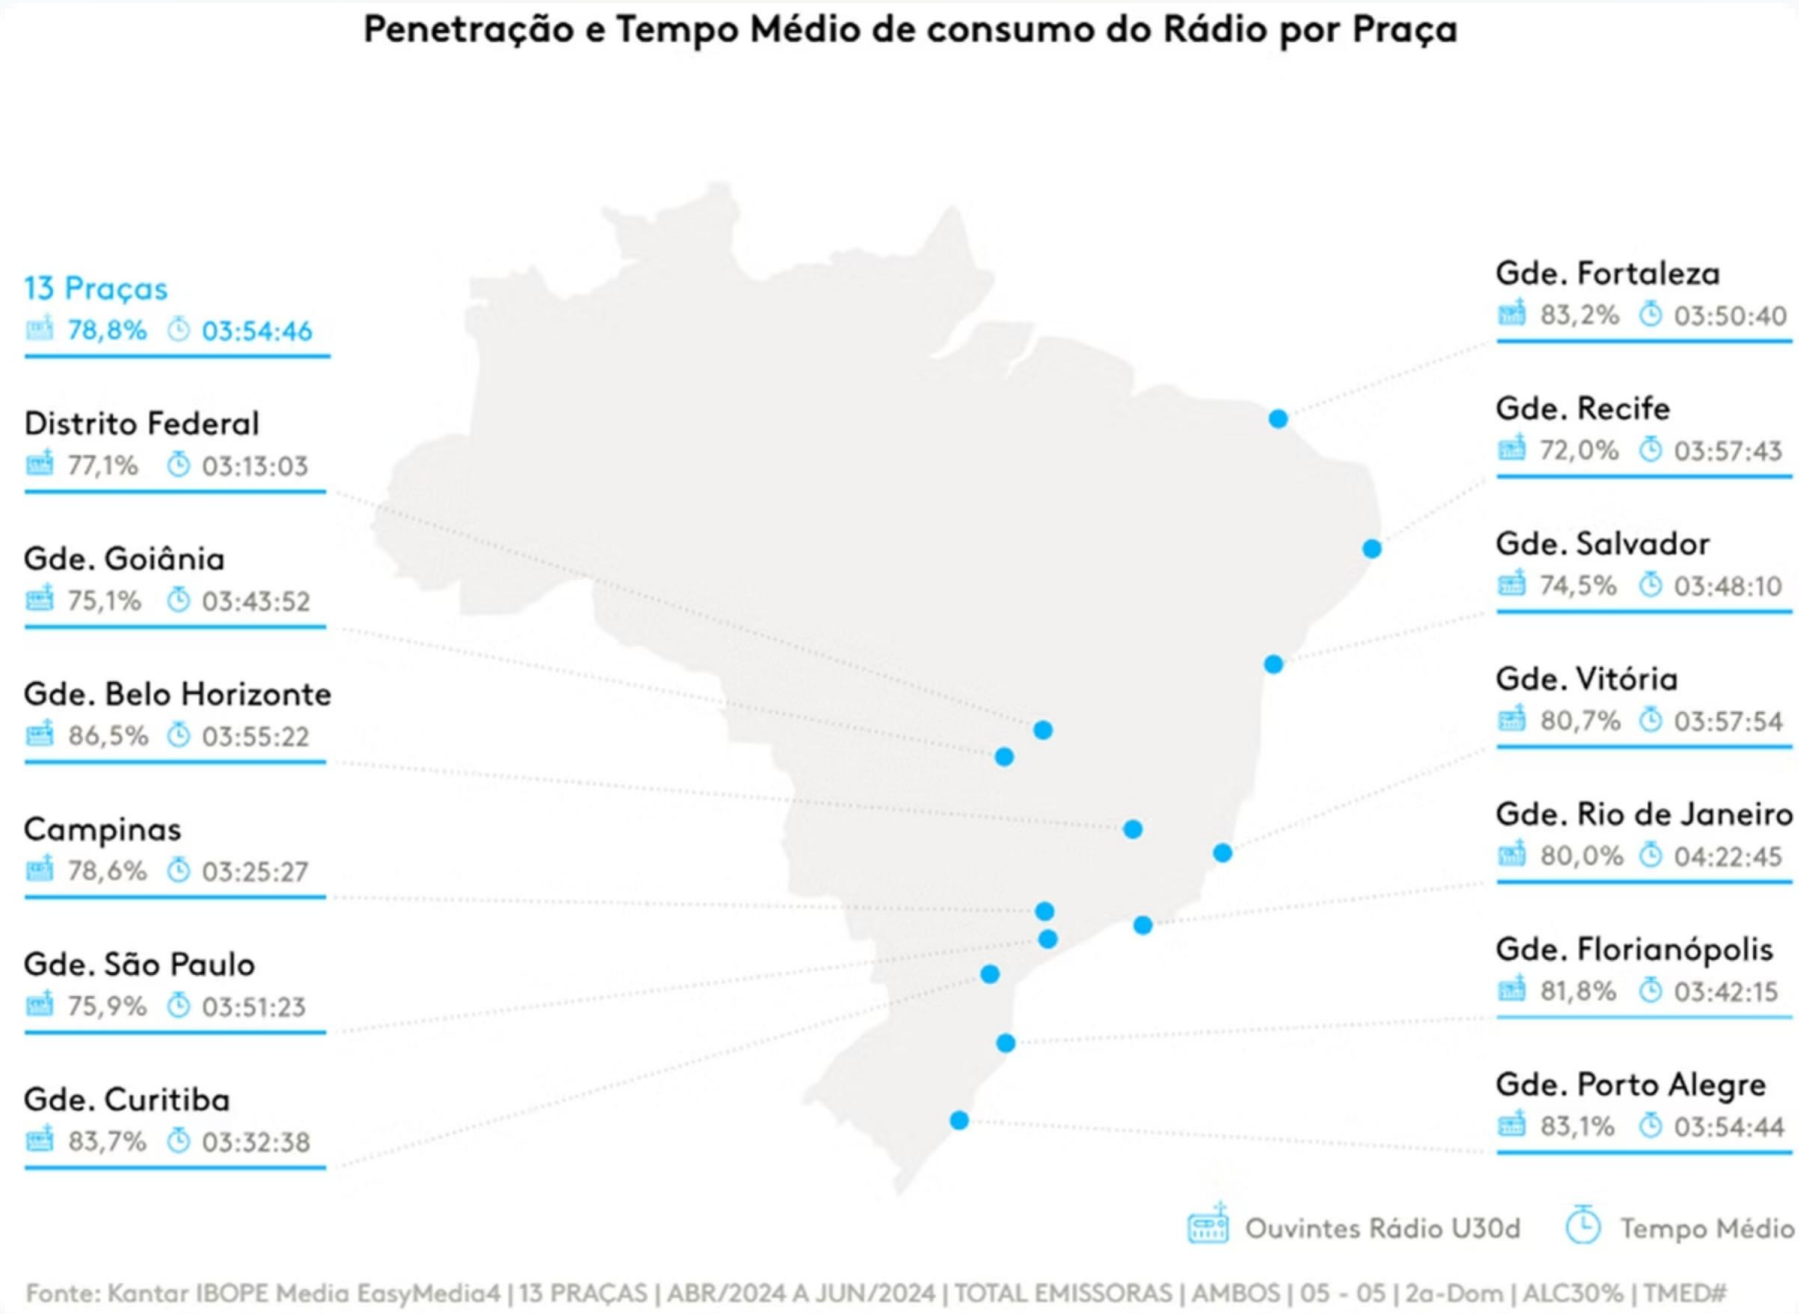 Penetração e Tempo Médio de consumo do Rádio por Praça
13 Praças
78,8% 03:54:46
Distrito Federal
77,1% 03:13:03
Gde. Goiânia
75,1% 03:43:52
Gde. Belo Horizonte
86,5% 03:55:22
Campinas
78,6% 03:25:27
Gde. São Paulo
75,9% 03:51:23
Gde. Curitiba
83,7% 03:32:38
Gde. Fortaleza
83,2% 03:50:40
Gde. Recife
72,0% 03:57:43
Gde. Salvador
74,5% 03:48:10
Gde. Vitória
80,7% 03:57:54
Gde. Rio de Janeiro
80,0% 04:22:45
Gde. Florianópolis
81,8% 03:42:15
Gde. Porto Alegre
83,1% 03:54:44
Ouvintes Rádio U30d Tempo Médio
Fonte: Kantar IBOPE Media EasyMedia4 | 13 PRAÇAS | ABR/2024 A JUN/2024 | TOTAL EMISSORAS | AMBOS | 05 - 05 | 2a-Dom | ALC30% | TMED#